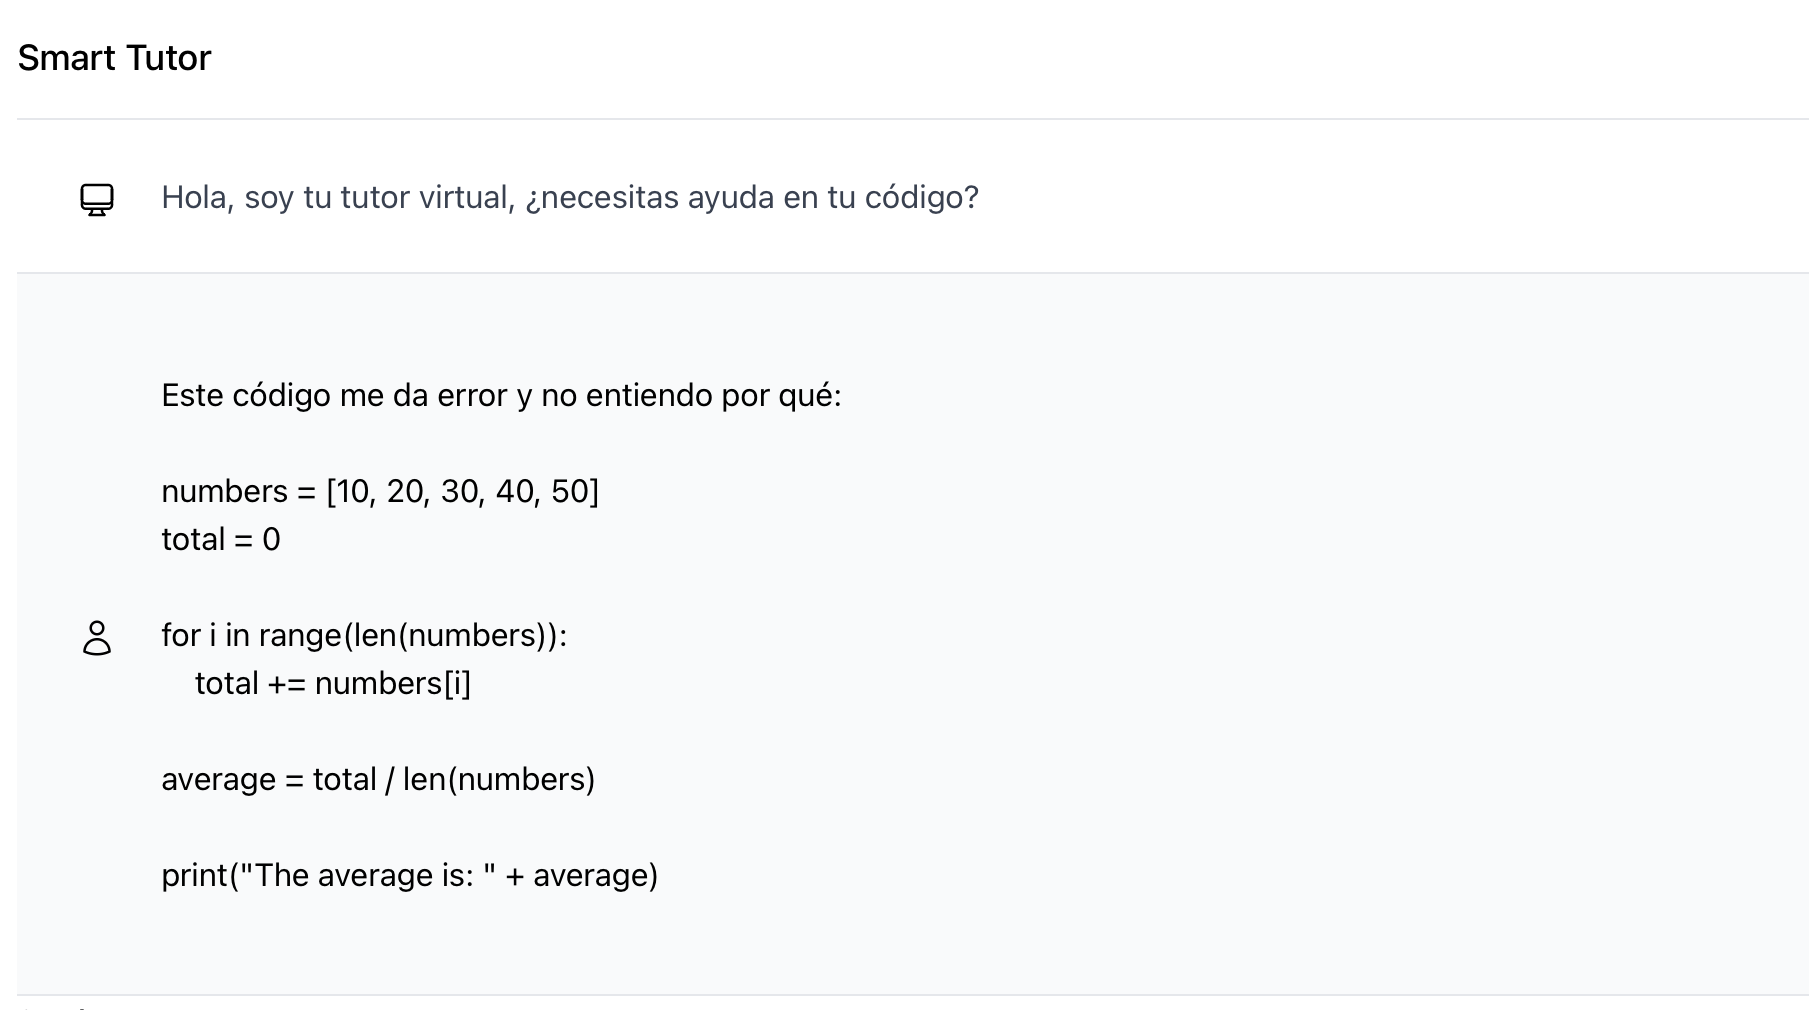 Smart Tutor
Hola, soy tu tutor virtual, ¿necesitas ayuda en tu código?
Este código me da error y no entiendo por qué:
numbers = [10, 20, 30, 40, 50]
total = 0
for i in range(len(numbers)):
    total += numbers[i]
average = total / len(numbers)
print("The average is: " + average)